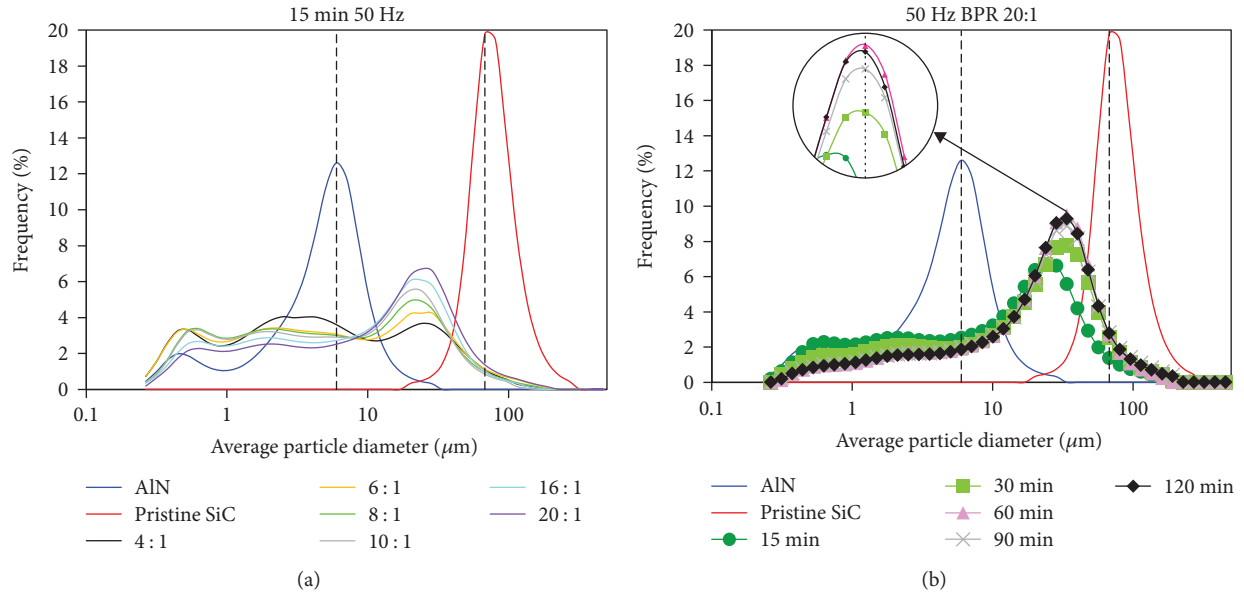 15 min 50 Hz
20
18
16
14
12
10
8
6
4
2
0
Frequency (%)
0.1 1 10 100
Average particle diameter (μm)
AlN
Pristine SiC
4 : 1
6 : 1
8 : 1
10 : 1
16 : 1
20 : 1
(a)
50 Hz BPR 20:1
20
18
16
14
12
10
8
6
4
2
0
Frequency (%)
0.1 1 10 100
Average particle diameter (μm)
AlN
Pristine SiC
15 min
30 min
60 min
90 min
120 min
(b)